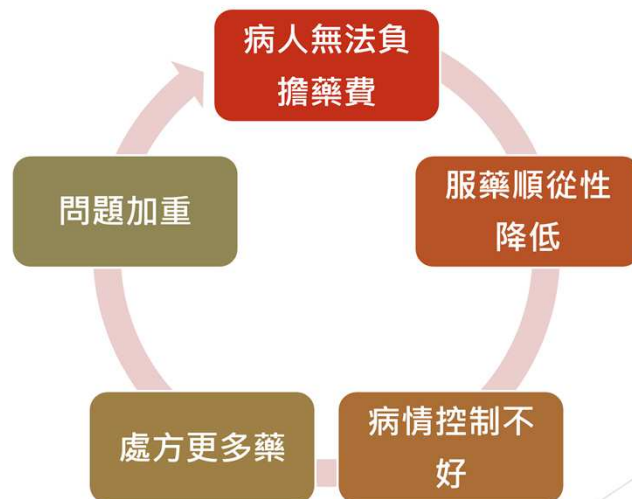 病人無法負
擔藥費
服藥順從性
降低
病情控制不
好
處方更多藥
問題加重